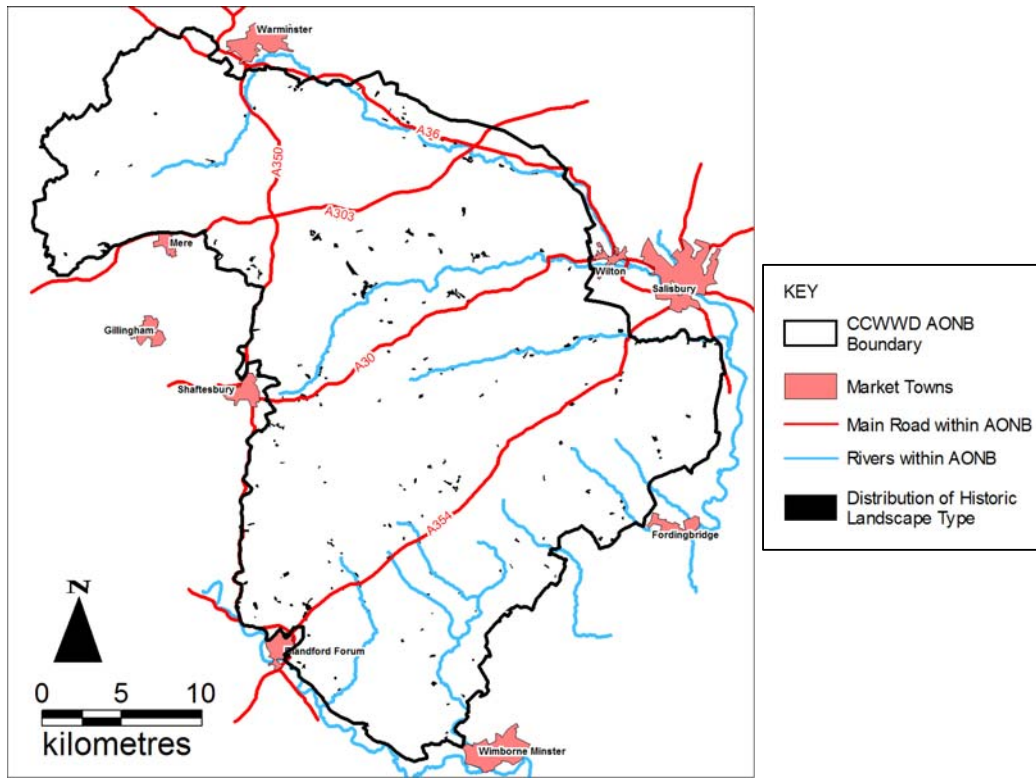 Warminster
A36
A350
A303
Mere
Wilton
Salisbury
Gillingham
A30
Shaftesbury
A354
Fordingbridge
Blandford Forum
Wimborne Minster
N
0 5 10
kilometres
KEY
CCWWD AONB
Boundary
Market Towns
Main Road within AONB
Rivers within AONB
Distribution of Historic
Landscape Type